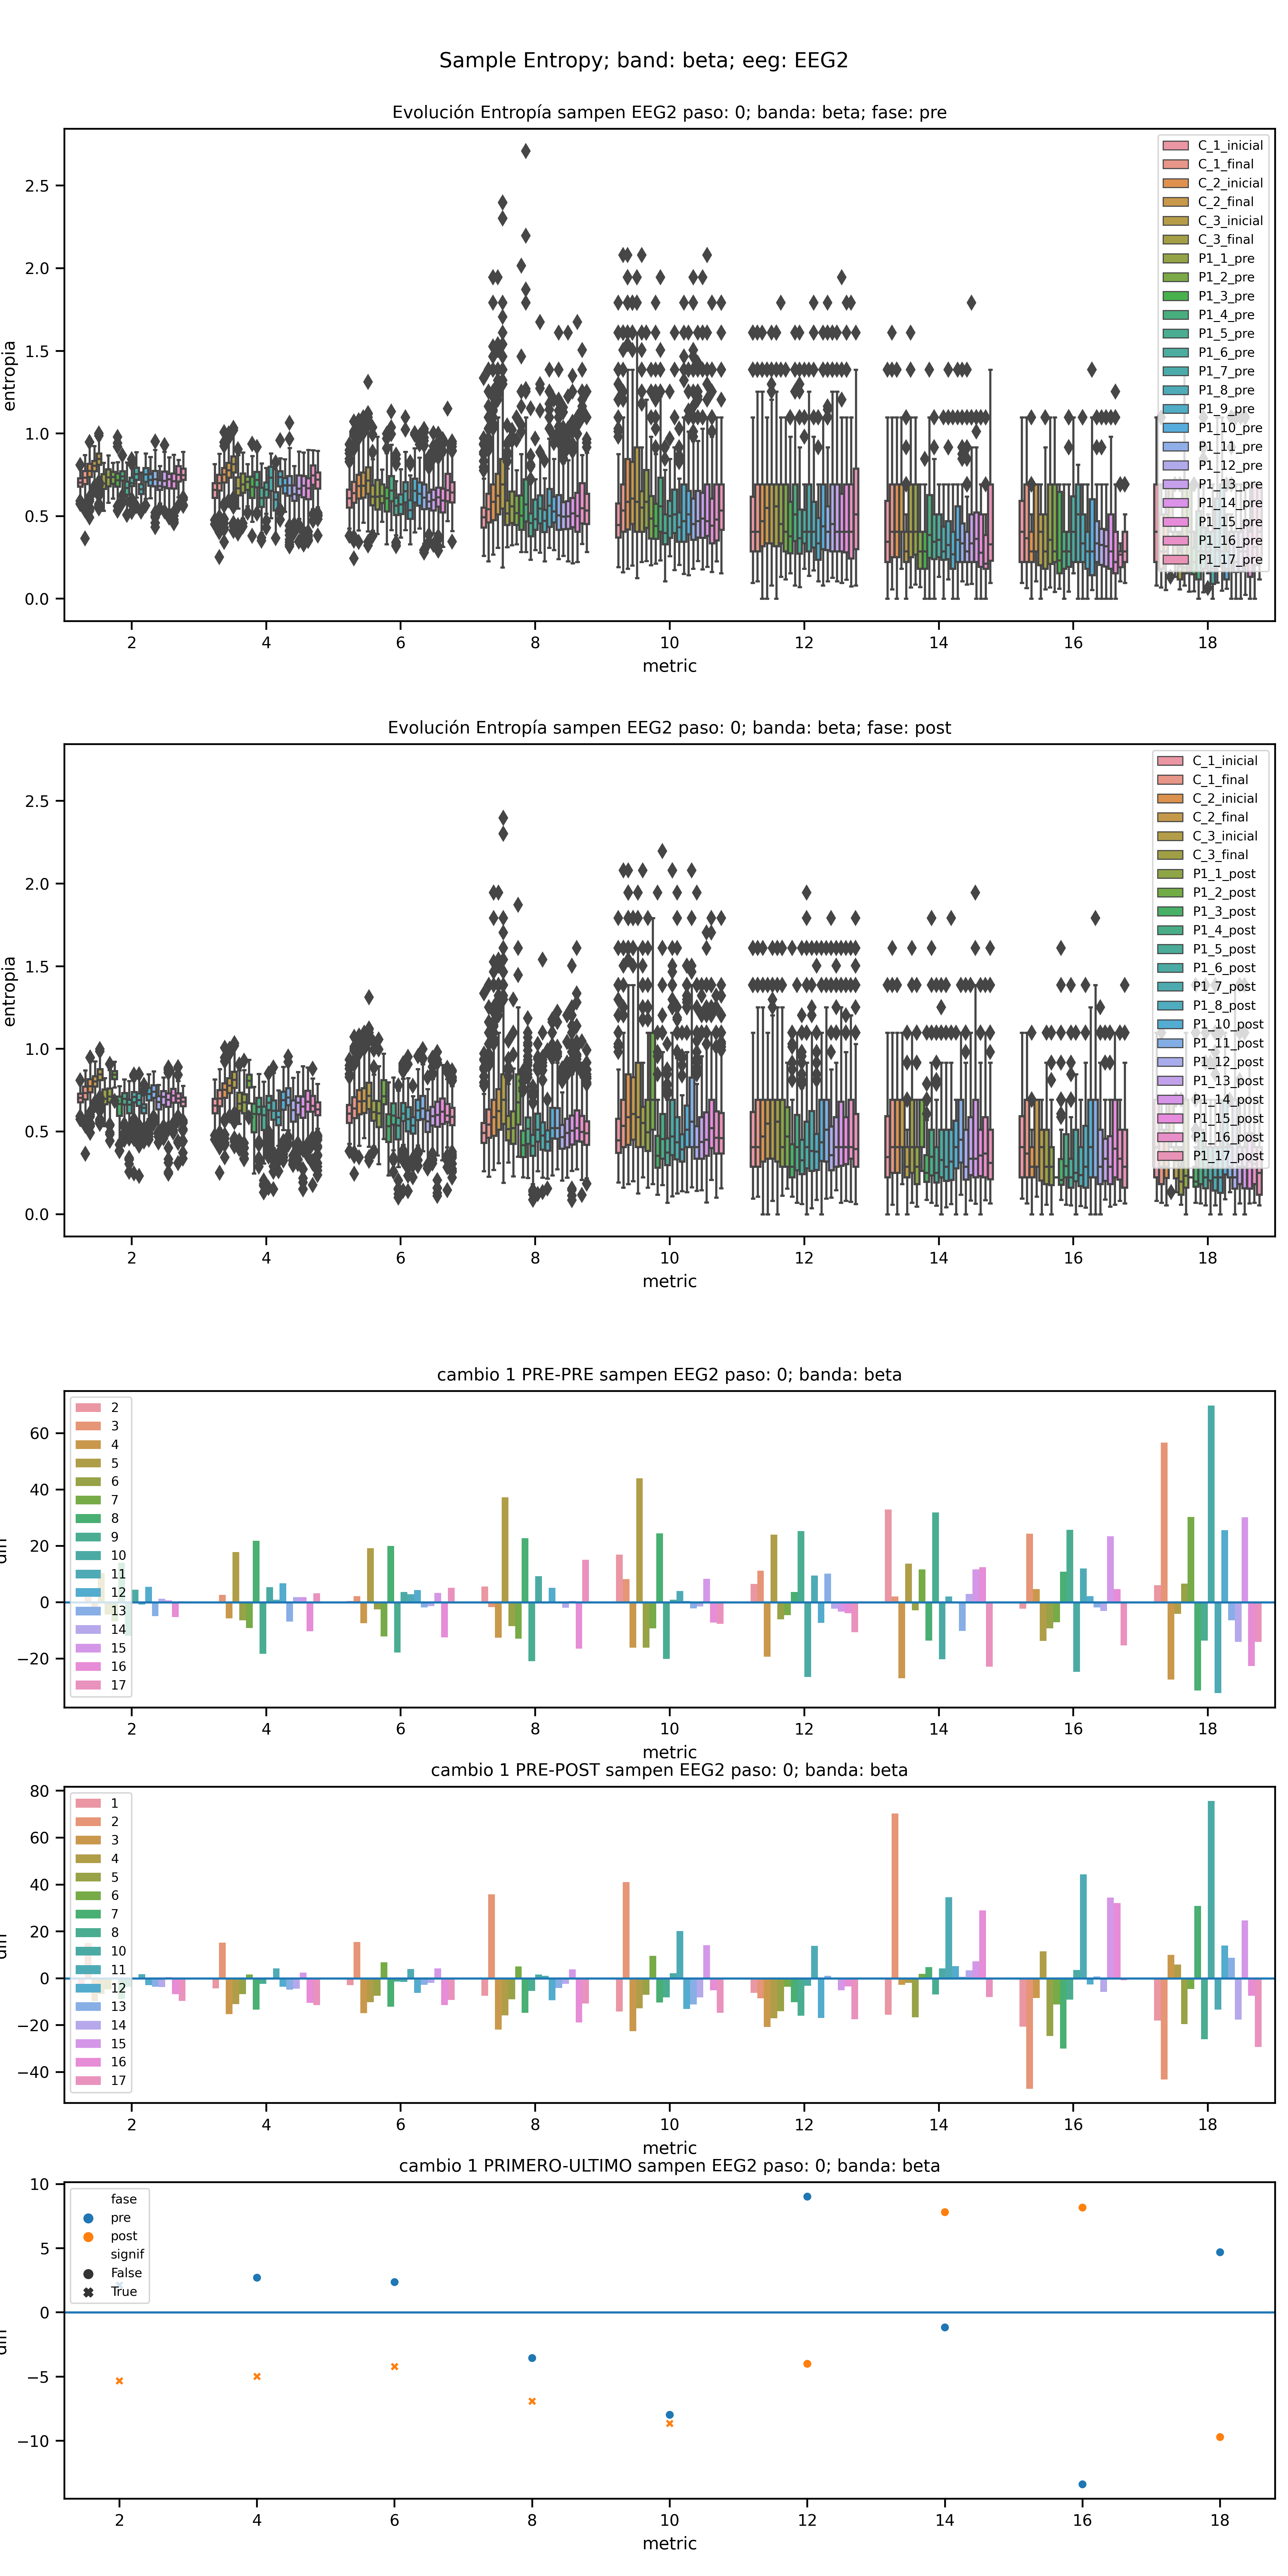 Sample Entropy; band: beta; eeg: EEG2
Evolución Entropía sampen EEG2 paso: 0; banda: beta; fase: pre
entropia
2.5
2.0
1.5
1.0
0.5
0.0
C_1_inicial
C_1_final
C_2_inicial
C_2_final
C_3_inicial
C_3_final
P1_1_pre
P1_2_pre
P1_3_pre
P1_4_pre
P1_5_pre
P1_6_pre
P1_7_pre
P1_8_pre
P1_9_pre
P1_10_pre
P1_11_pre
P1_12_pre
P1_13_pre
P1_14_pre
P1_15_pre
P1_16_pre
P1_17_pre
2 4 6 8 10 12 14 16 18
metric
Evolución Entropía sampen EEG2 paso: 0; banda: beta; fase: post
entropia
2.5
2.0
1.5
1.0
0.5
0.0
C_1_inicial
C_1_final
C_2_inicial
C_2_final
C_3_inicial
C_3_final
P1_1_post
P1_2_post
P1_3_post
P1_4_post
P1_5_post
P1_6_post
P1_7_post
P1_8_post
P1_10_post
P1_11_post
P1_12_post
P1_13_post
P1_14_post
P1_15_post
P1_16_post
P1_17_post
2 4 6 8 10 12 14 16 18
metric
cambio 1 PRE-PRE sampen EEG2 paso: 0; banda: beta
60
40
20
0
−20
2
3
4
5
6
7
8
9
10
11
12
13
14
15
16
17
2 4 6 8 10 12 14 16 18
metric
cambio 1 PRE-POST sampen EEG2 paso: 0; banda: beta
80
60
40
20
0
−20
−40
1
2
3
4
5
6
7
8
10
11
12
13
14
15
16
17
2 4 6 8 10 12 14 16 18
metric
cambio 1 PRIMERO-ULTIMO sampen EEG2 paso: 0; banda: beta
10
5
0
−5
−10
fase
pre
post
signif
False
True
2 4 6 8 10 12 14 16 18
metric